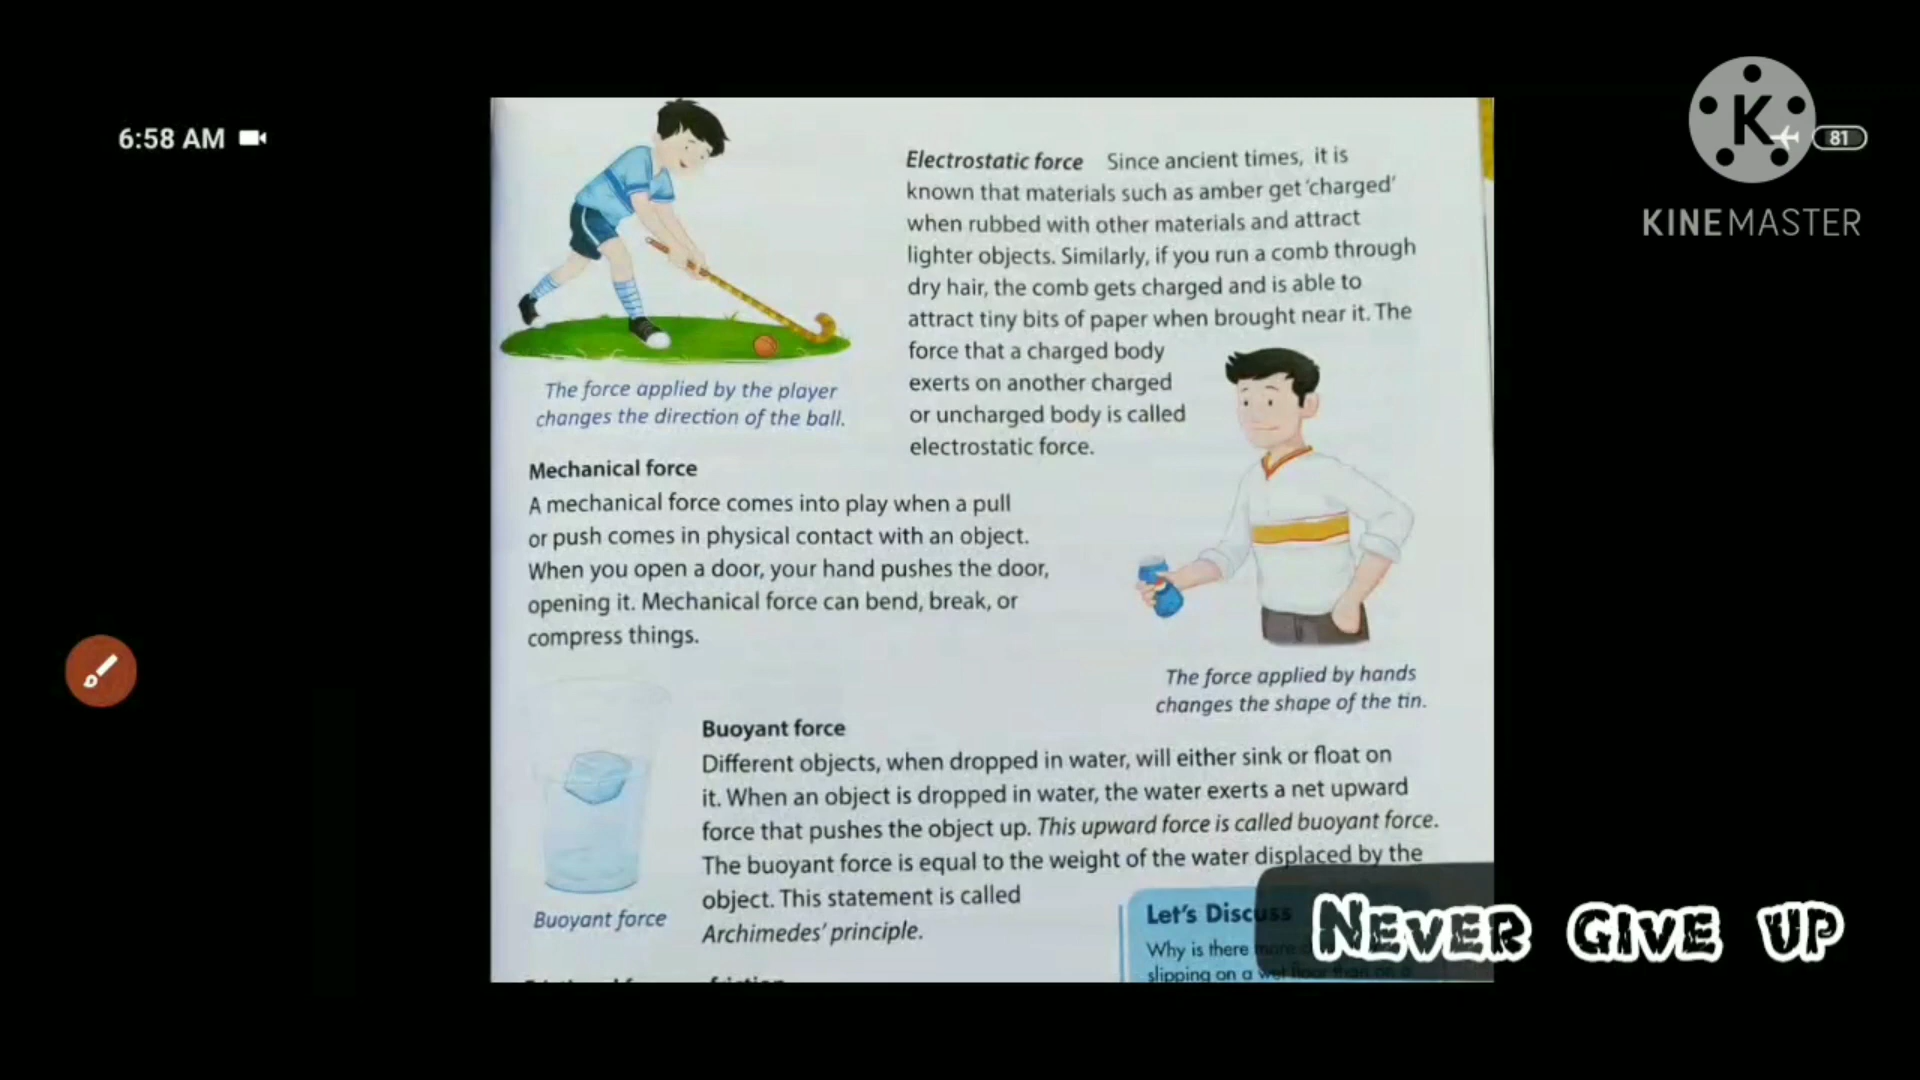 6:58 AM
81
K
KINEMASTER
Electrostatic force Since ancient times, it is
known that materials such as amber get 'charged'
when rubbed with other materials and attract
lighter objects. Similarly, if you run a comb through
dry hair, the comb gets charged and is able to
attract tiny bits of paper when brought near it. The
force that a charged body
exerts on another charged
or uncharged body is called
electrostatic force.
The force applied by the player
changes the direction of the ball.
Mechanical force
A mechanical force comes into play when a pull
or push comes in physical contact with an object.
When you open a door, your hand pushes the door,
opening it. Mechanical force can bend, break, or
compress things.
The force applied by hands
changes the shape of the tin.
Buoyant force
Different objects, when dropped in water, will either sink or float on
it. When an object is dropped in water, the water exerts a net upward
force that pushes the object up. This upward force is called buoyant force.
The buoyant force is equal to the weight of the water displaced by the
object. This statement is called
Archimedes' principle.
Buoyant force
Let's Discuss
Why is there more
slipping on a wet floor than on a
NEVER GIVE UP